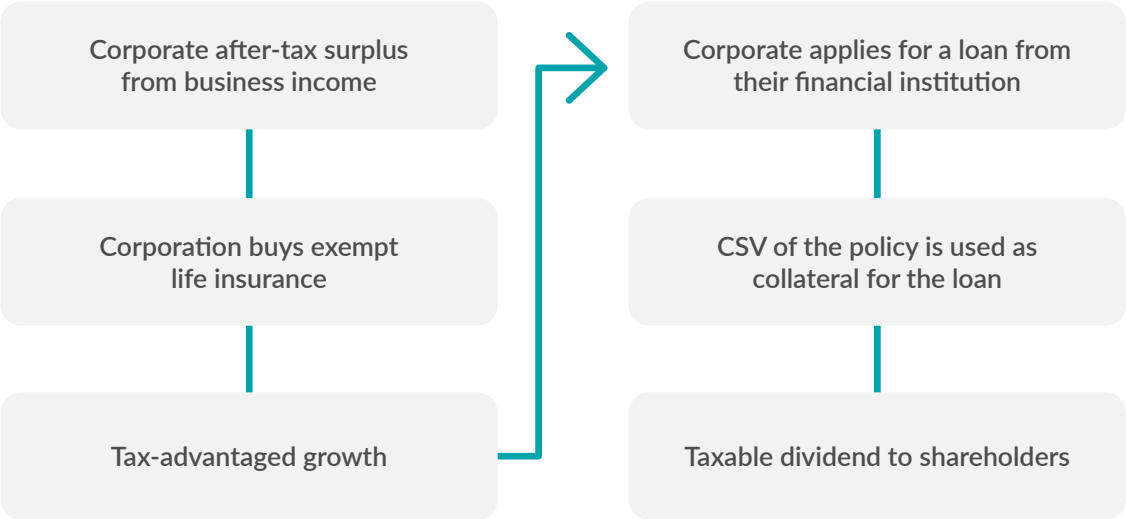 Corporate after-tax surplus
from business income
Corporation buys exempt
life insurance
Tax-advantaged growth
Corporate applies for a loan from
their financial institution
CSV of the policy is used as
collateral for the loan
Taxable dividend to shareholders